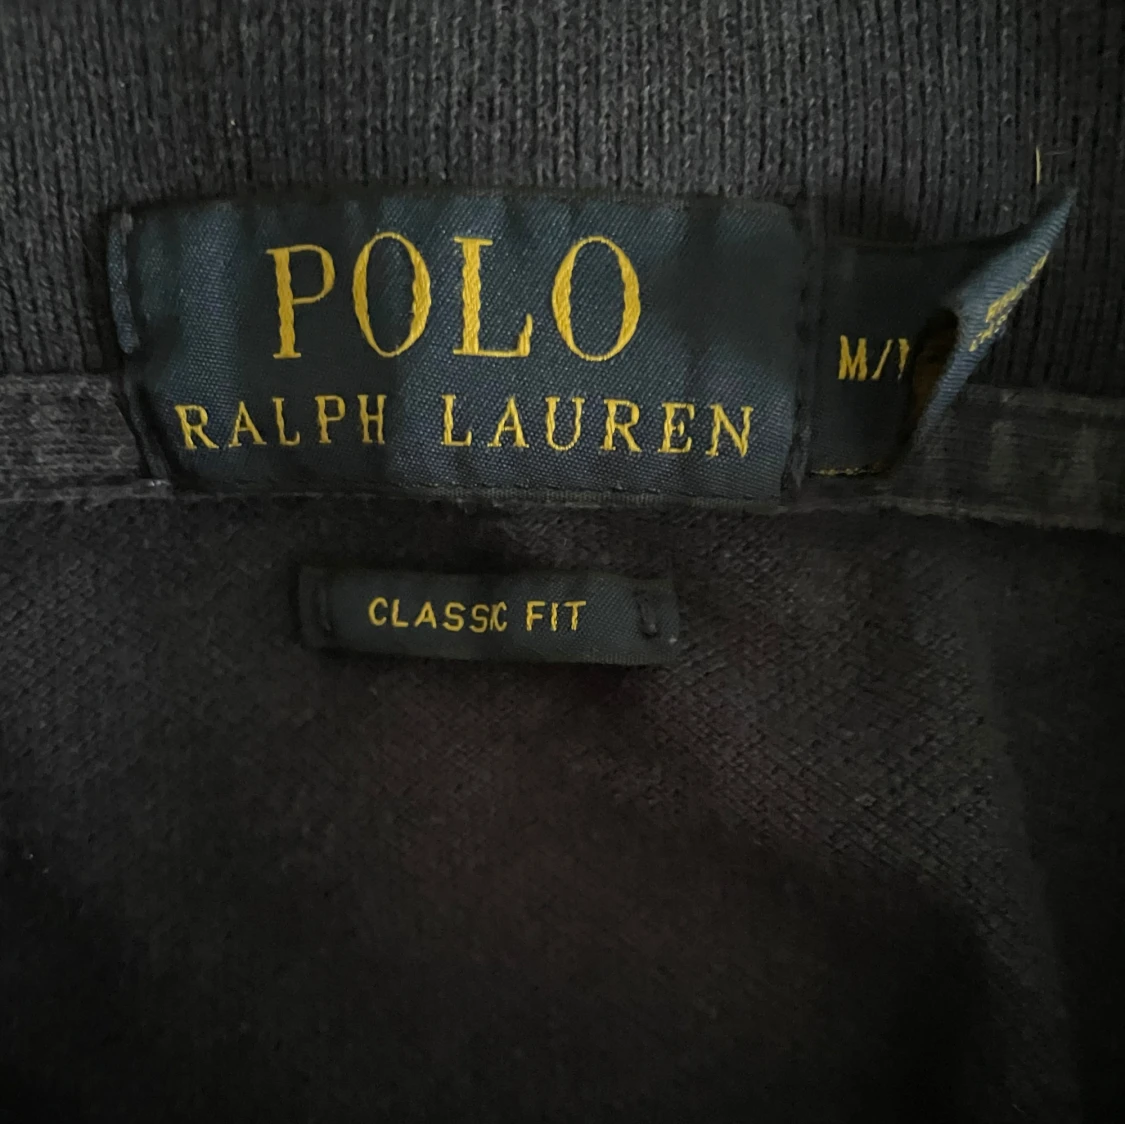 POLO
RALPH LAUREN
M/
CLASSIC FIT